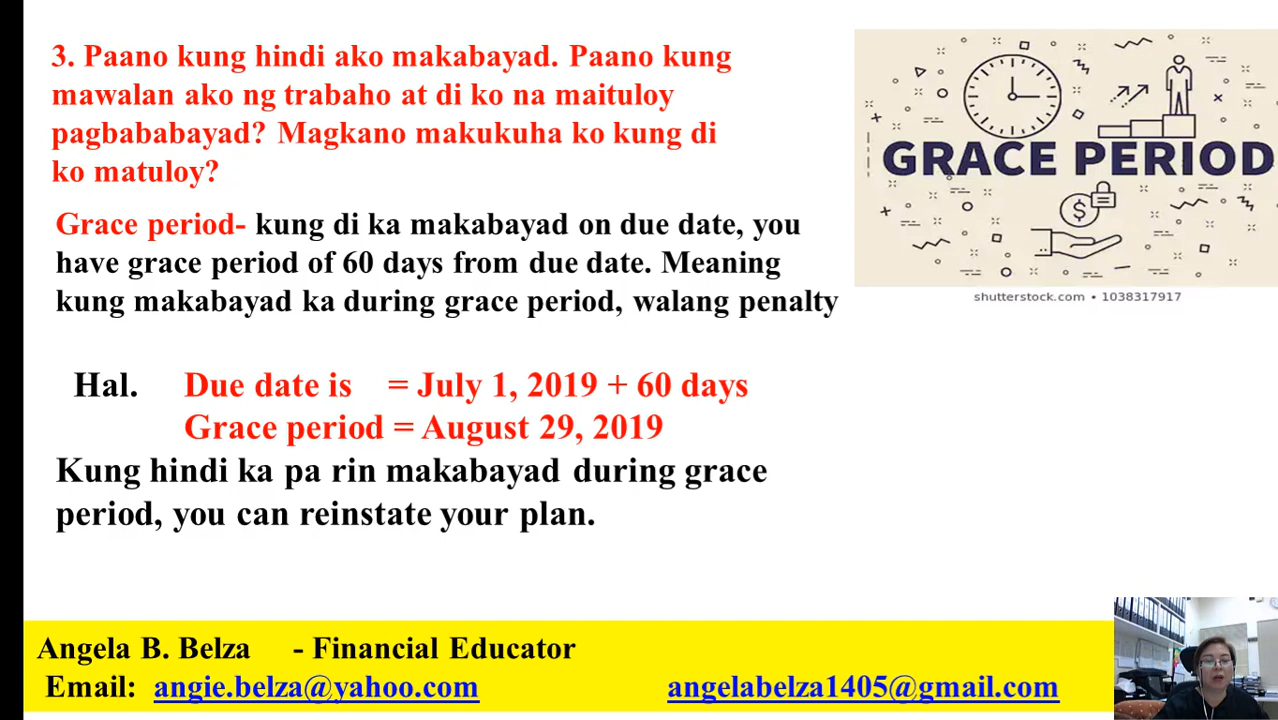 3. Paano kung hindi ako makabayad. Paano kung
mawalan ako ng trabaho at di ko na maituloy
pagbababayad? Magkano makukuha ko kung di
ko matuloy?
GRACE PERIOD
shutterstock.com • 1038317917
Grace period- kung di ka makabayad on due date, you
have grace period of 60 days from due date. Meaning
kung makabayad ka during grace period, walang penalty
Hal. Due date is = July 1, 2019 + 60 days
Grace period = August 29, 2019
Kung hindi ka pa rin makabayad during grace
period, you can reinstate your plan.
Angela B. Belza - Financial Educator
Email: angie.belza@yahoo.com angelabelza1405@gmail.com